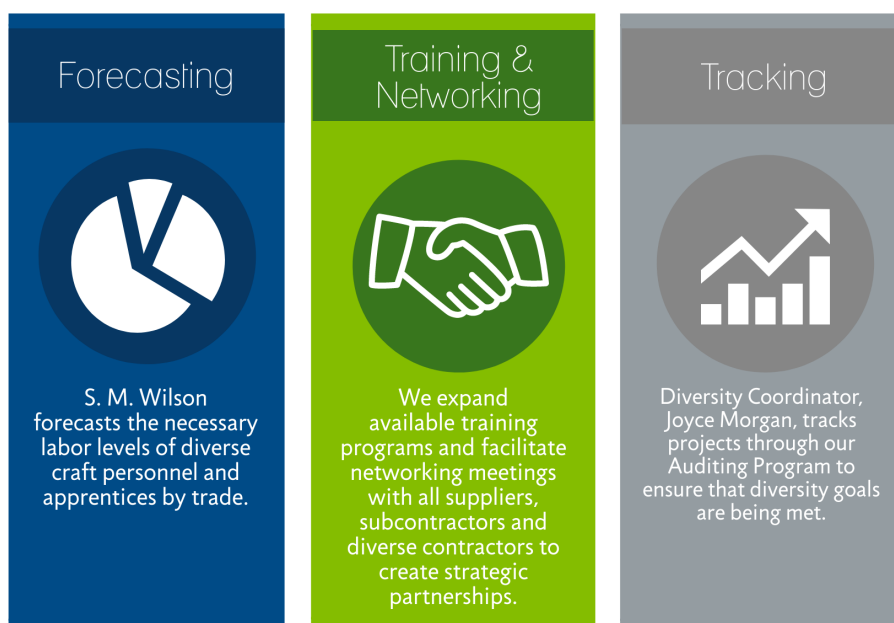 Forecasting
S. M. Wilson
forecasts the necessary
labor levels of diverse
craft personnel and
apprentices by trade.
Training &
Networking
We expand
available training
programs and facilitate
networking meetings
with all suppliers,
subcontractors and
diverse contractors to
create strategic
partnerships.
Tracking
Diversity Coordinator,
Joyce Morgan, tracks
projects through our
Auditing Program to
ensure that diversity goals
are being met.